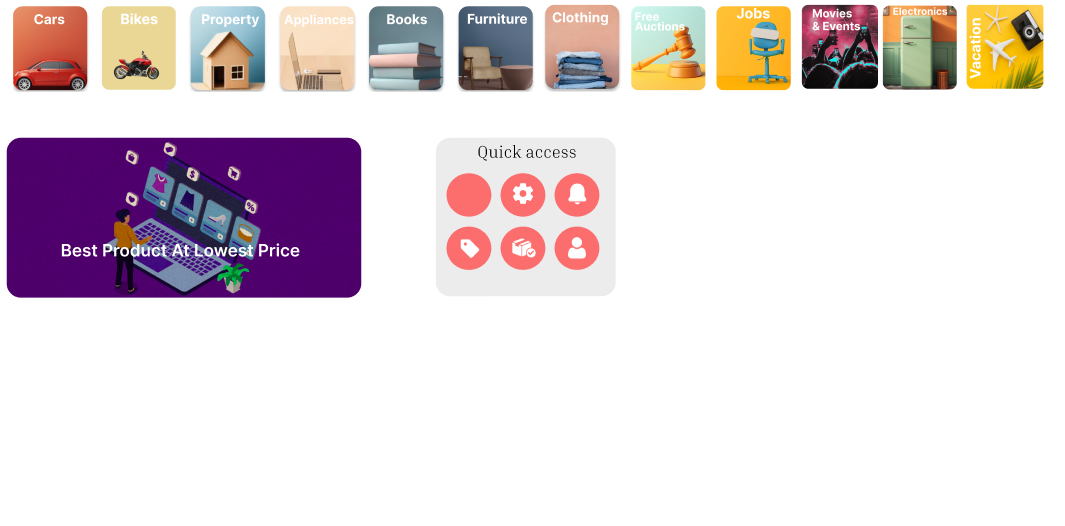 Cars
Bikes
Property
Appliances
Books
Furniture
Clothing
Free
Auctions
Jobs
Movies
& Events
Electronics
Vacation
Quick access
$
%
Best Product At Lowest Price